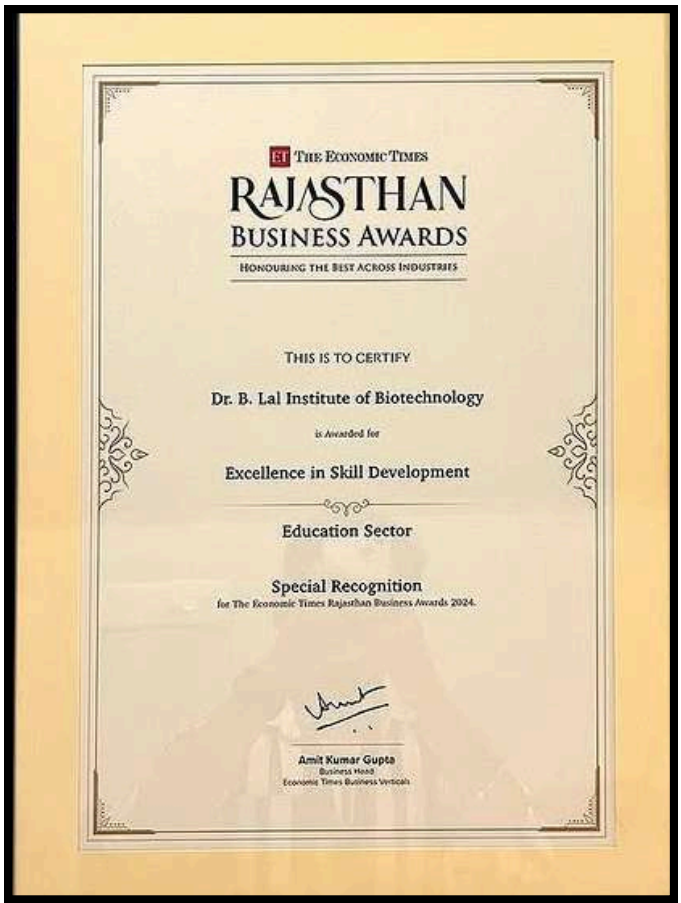 ET THE ECONOMIC TIMES
RAJASTHAN
BUSINESS AWARDS
HONOURING THE BEST ACROSS INDUSTRIES
THIS IS TO CERTIFY
Dr. B. Lal Institute of Biotechnology
is Awarded for
Excellence in Skill Development
Education Sector
Special Recognition
for The Economic Times Rajasthan Business Awards 2024.
Amit
Amit Kumar Gupta
Business Head
Economic Times Business Verticals